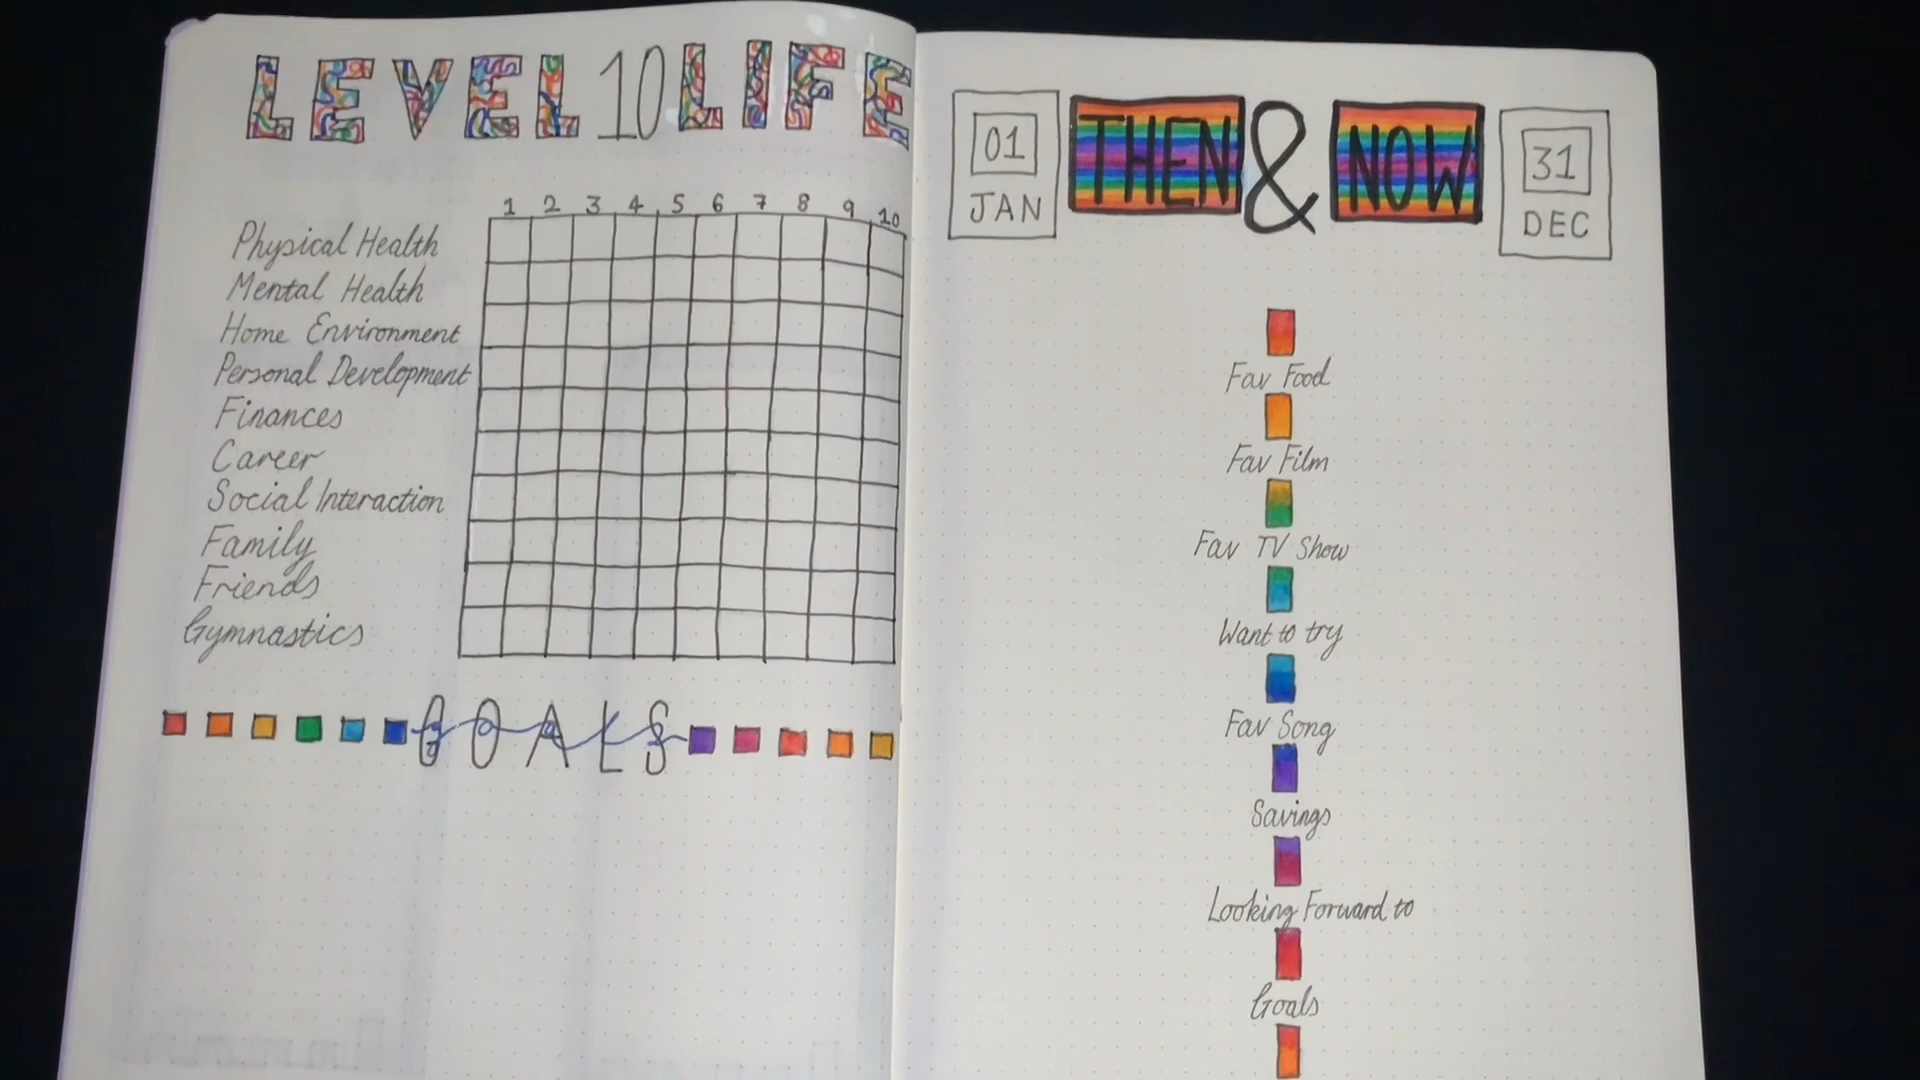 LEVEL 10 LIFE
1 2 3 4 5 6 7 8 9 10
Physical Health
Mental Health
Home Environment
Personal Development
Finances
Career
Social Interaction
Family
Friends
Gymnastics
GOALS
01 JAN
THEN & NOW
31 DEC
Fav Food
Fav Film
Fav TV Show
Want to try
Fav Song
Savings
Looking Forward to
Goals